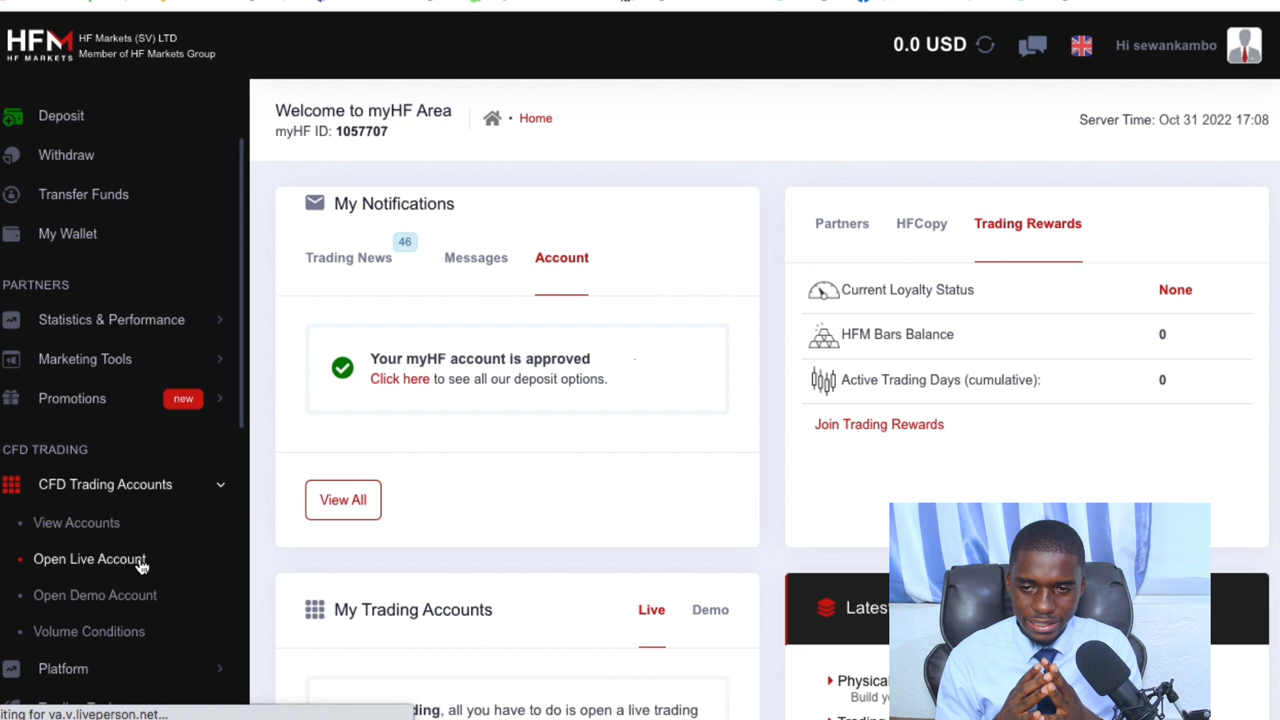 HFM
HF MARKETS
HF Markets (SV) LTD
Member of HF Markets Group
0.0 USD
Hi sewankambo
Deposit
Withdraw
Transfer Funds
My Wallet
PARTNERS
Statistics & Performance
Marketing Tools
Promotions
new
CFD TRADING
CFD Trading Accounts
View Accounts
Open Live Account
Open Demo Account
Volume Conditions
Platform
iting for va.v.liveperson.net...
Welcome to myHF Area
myHF ID: 1057707
Home
Server Time: Oct 31 2022 17:08
My Notifications
Trading News
46
Messages
Account
Your myHF account is approved
Click here to see all our deposit options.
View All
Partners
HFCopy
Trading Rewards
Current Loyalty Status
None
HFM Bars Balance
0
Active Trading Days (cumulative):
0
Join Trading Rewards
My Trading Accounts
Live
Demo
ding, all you have to do is open a live trading
Lates
Physica
Build yo